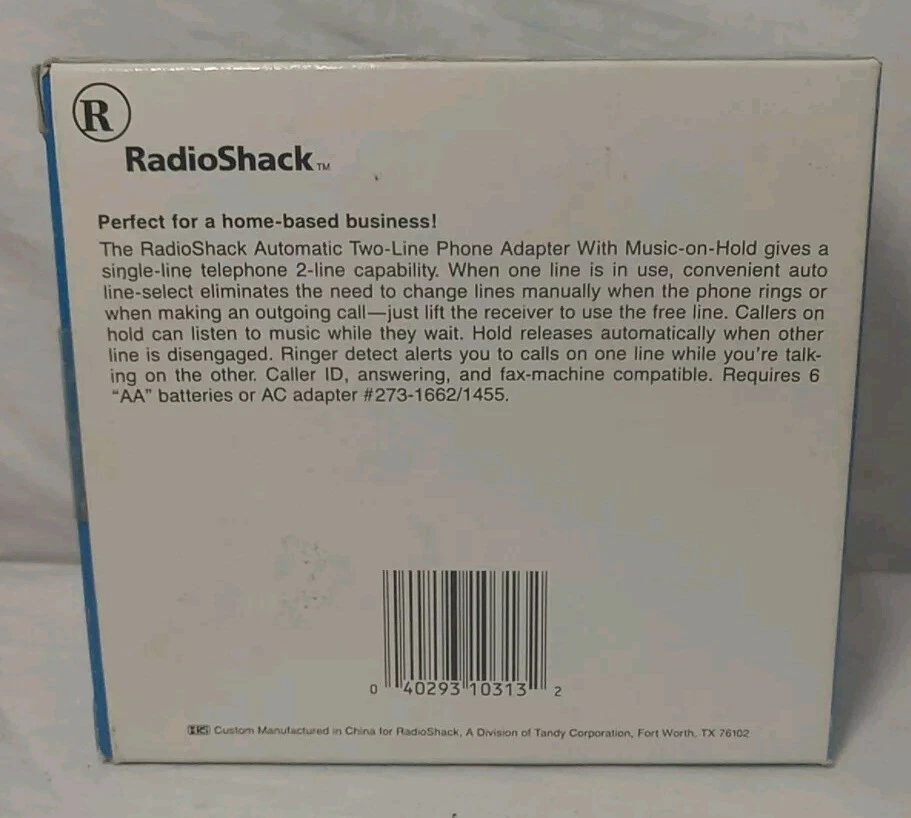 R
RadioShack™
Perfect for a home-based business!
The RadioShack Automatic Two-Line Phone Adapter With Music-on-Hold gives a
single-line telephone 2-line capability. When one line is in use, convenient auto
line-select eliminates the need to change lines manually when the phone rings or
when making an outgoing call—just lift the receiver to use the free line. Callers on
hold can listen to music while they wait. Hold releases automatically when other
line is disengaged. Ringer detect alerts you to calls on one line while you're talk-
ing on the other. Caller ID, answering, and fax-machine compatible. Requires 6
"AA" batteries or AC adapter #273-1662/1455.
0 40293 10313 2
Custom Manufactured in China for RadioShack, A Division of Tandy Corporation, Fort Worth, TX 76102